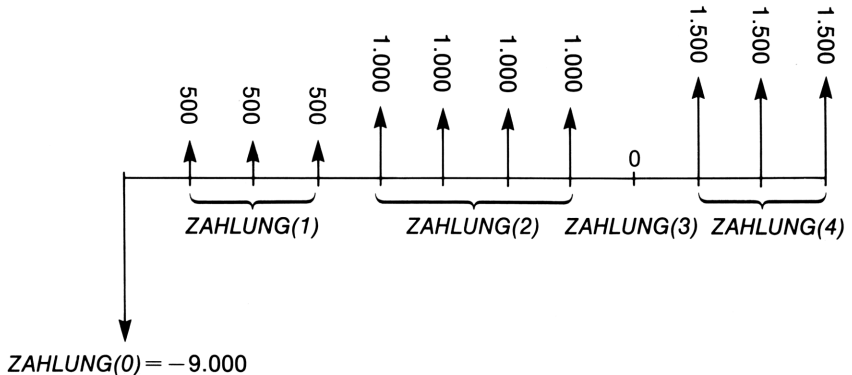 500 500 500 1.000 1.000 1.000 1.000 0 1.500 1.500 1.500
ZAHLUNG(1) ZAHLUNG(2) ZAHLUNG(3) ZAHLUNG(4)
ZAHLUNG(0) = −9.000